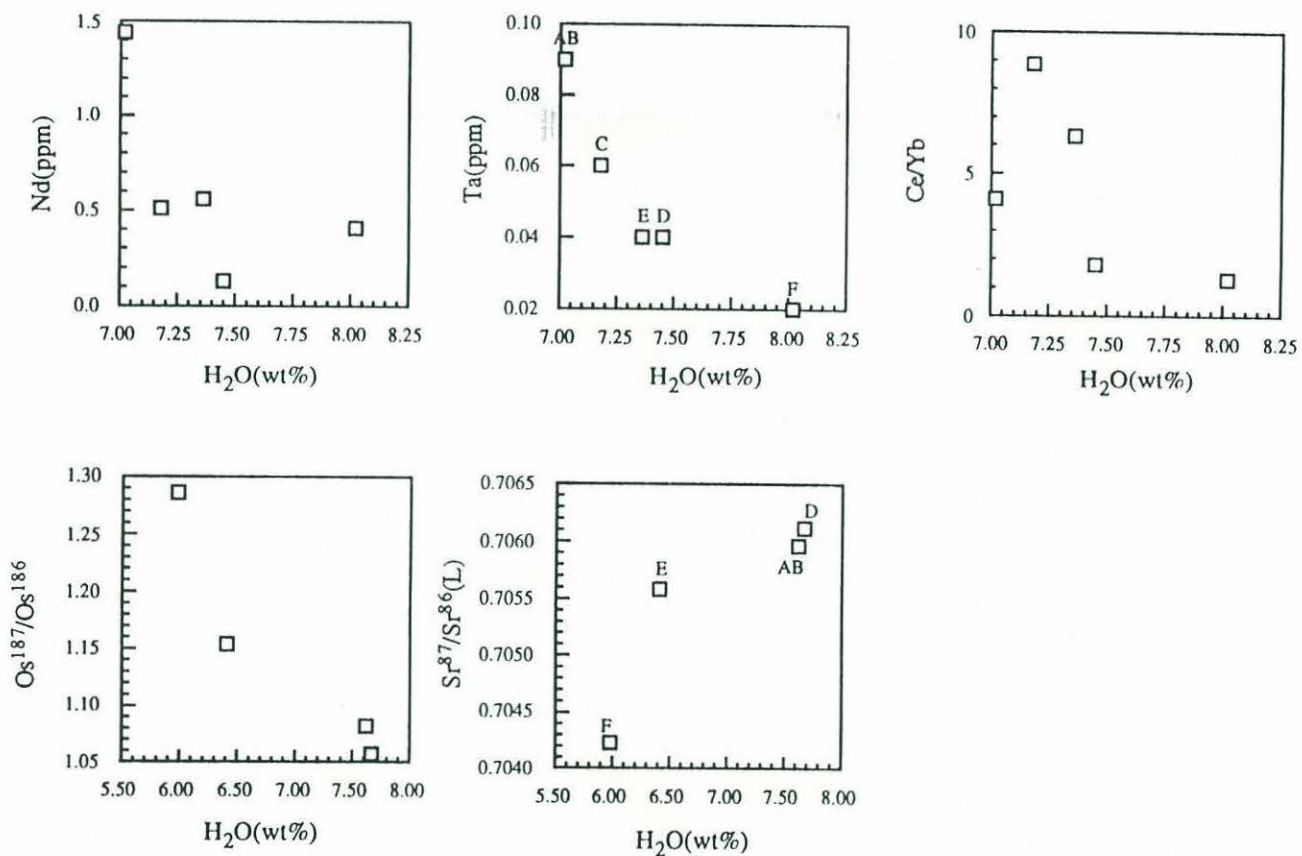 Nd(ppm)
1.5
1.0
0.5
0.0
7.00 7.25 7.50 7.75 8.00 8.25
H₂O(wt%)
Ta(ppm)
0.10
0.08
0.06
0.04
0.02
AB
C
E D
F
7.00 7.25 7.50 7.75 8.00 8.25
H₂O(wt%)
Ce/Yb
10
5
0
7.00 7.25 7.50 7.75 8.00 8.25
H₂O(wt%)
Os¹⁸⁷/Os¹⁸⁶
1.30
1.25
1.20
1.15
1.10
1.05
5.50 6.00 6.50 7.00 7.50 8.00
H₂O(wt%)
Sr⁸⁷/Sr⁸⁶(L)
0.7065
0.7060
0.7055
0.7050
0.7045
0.7040
D
AB
E
F
5.50 6.00 6.50 7.00 7.50 8.00
H₂O(wt%)